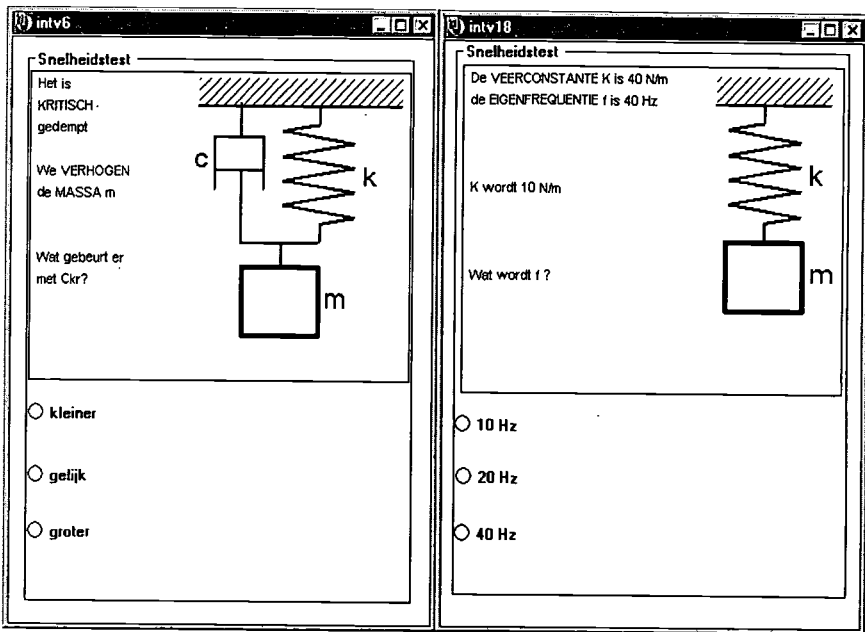 intv6
Snelheidstest
Het is
KRITISCH
gedempt
We VERHOGEN
de MASSA m
Wat gebeurt er
met Ckr?
c
k
m
kleiner
gelijk
groter
intv18
Snelheidstest
De VEERCONSTANTE K is 40 N/m
de EIGENFREQUENTIE f is 40 Hz
K wordt 10 N/m
Wat wordt f ?
k
m
10 Hz
20 Hz
40 Hz